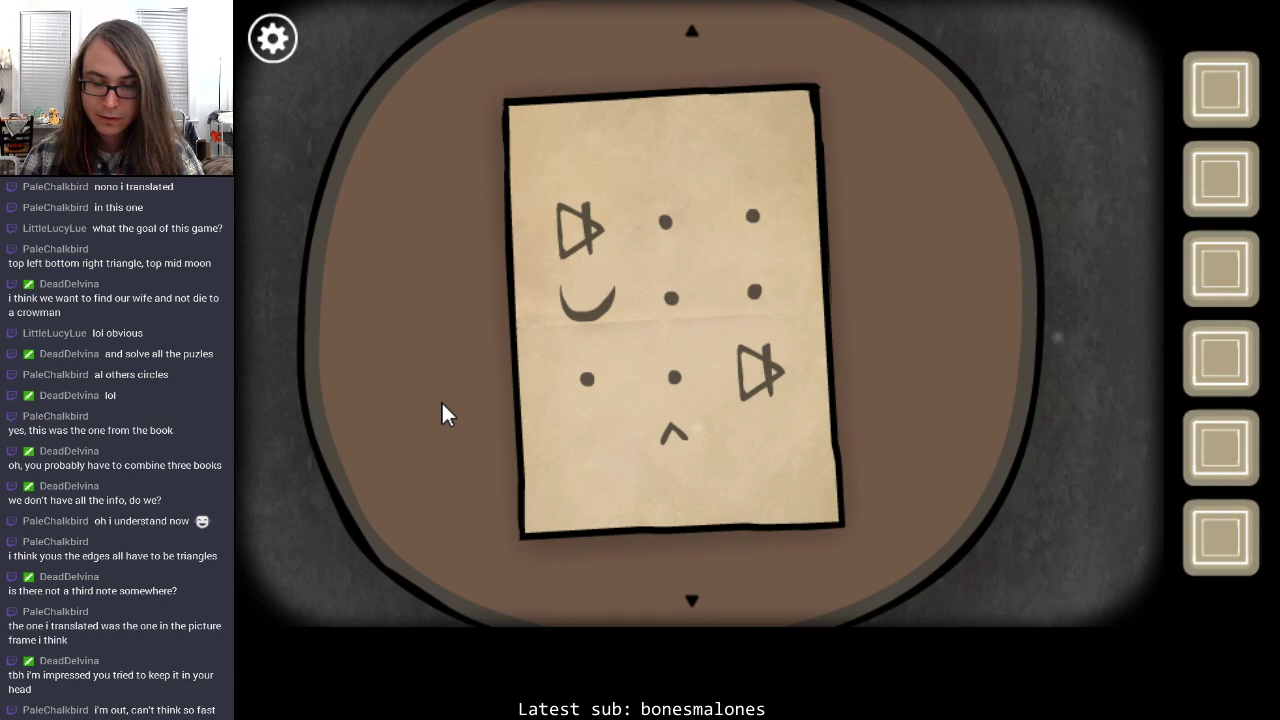 PaleChalkbird nono i translated
PaleChalkbird in this one
LittleLucyLue what the goal of this game?
PaleChalkbird
top left bottom right triangle, top mid moon
DeadDelvina
i think we want to find our wife and not die to
a crowman
LittleLucyLue lol obvious
DeadDelvina and solve all the puzles
PaleChalkbird al others circles
DeadDelvina lol
PaleChalkbird
yes, this was the one from the book
DeadDelvina
oh, you probably have to combine three books
DeadDelvina
we don't have all the info, do we?
PaleChalkbird oh i understand now
PaleChalkbird
i think yous the edges all have to be triangles
DeadDelvina
is there not a third note somewhere?
PaleChalkbird
the one i translated was the one in the picture
frame i think
DeadDelvina
tbh i'm impressed you tried to keep it in your
head
PaleChalkbird i'm out, can't think so fast
Latest sub: bonesmalones